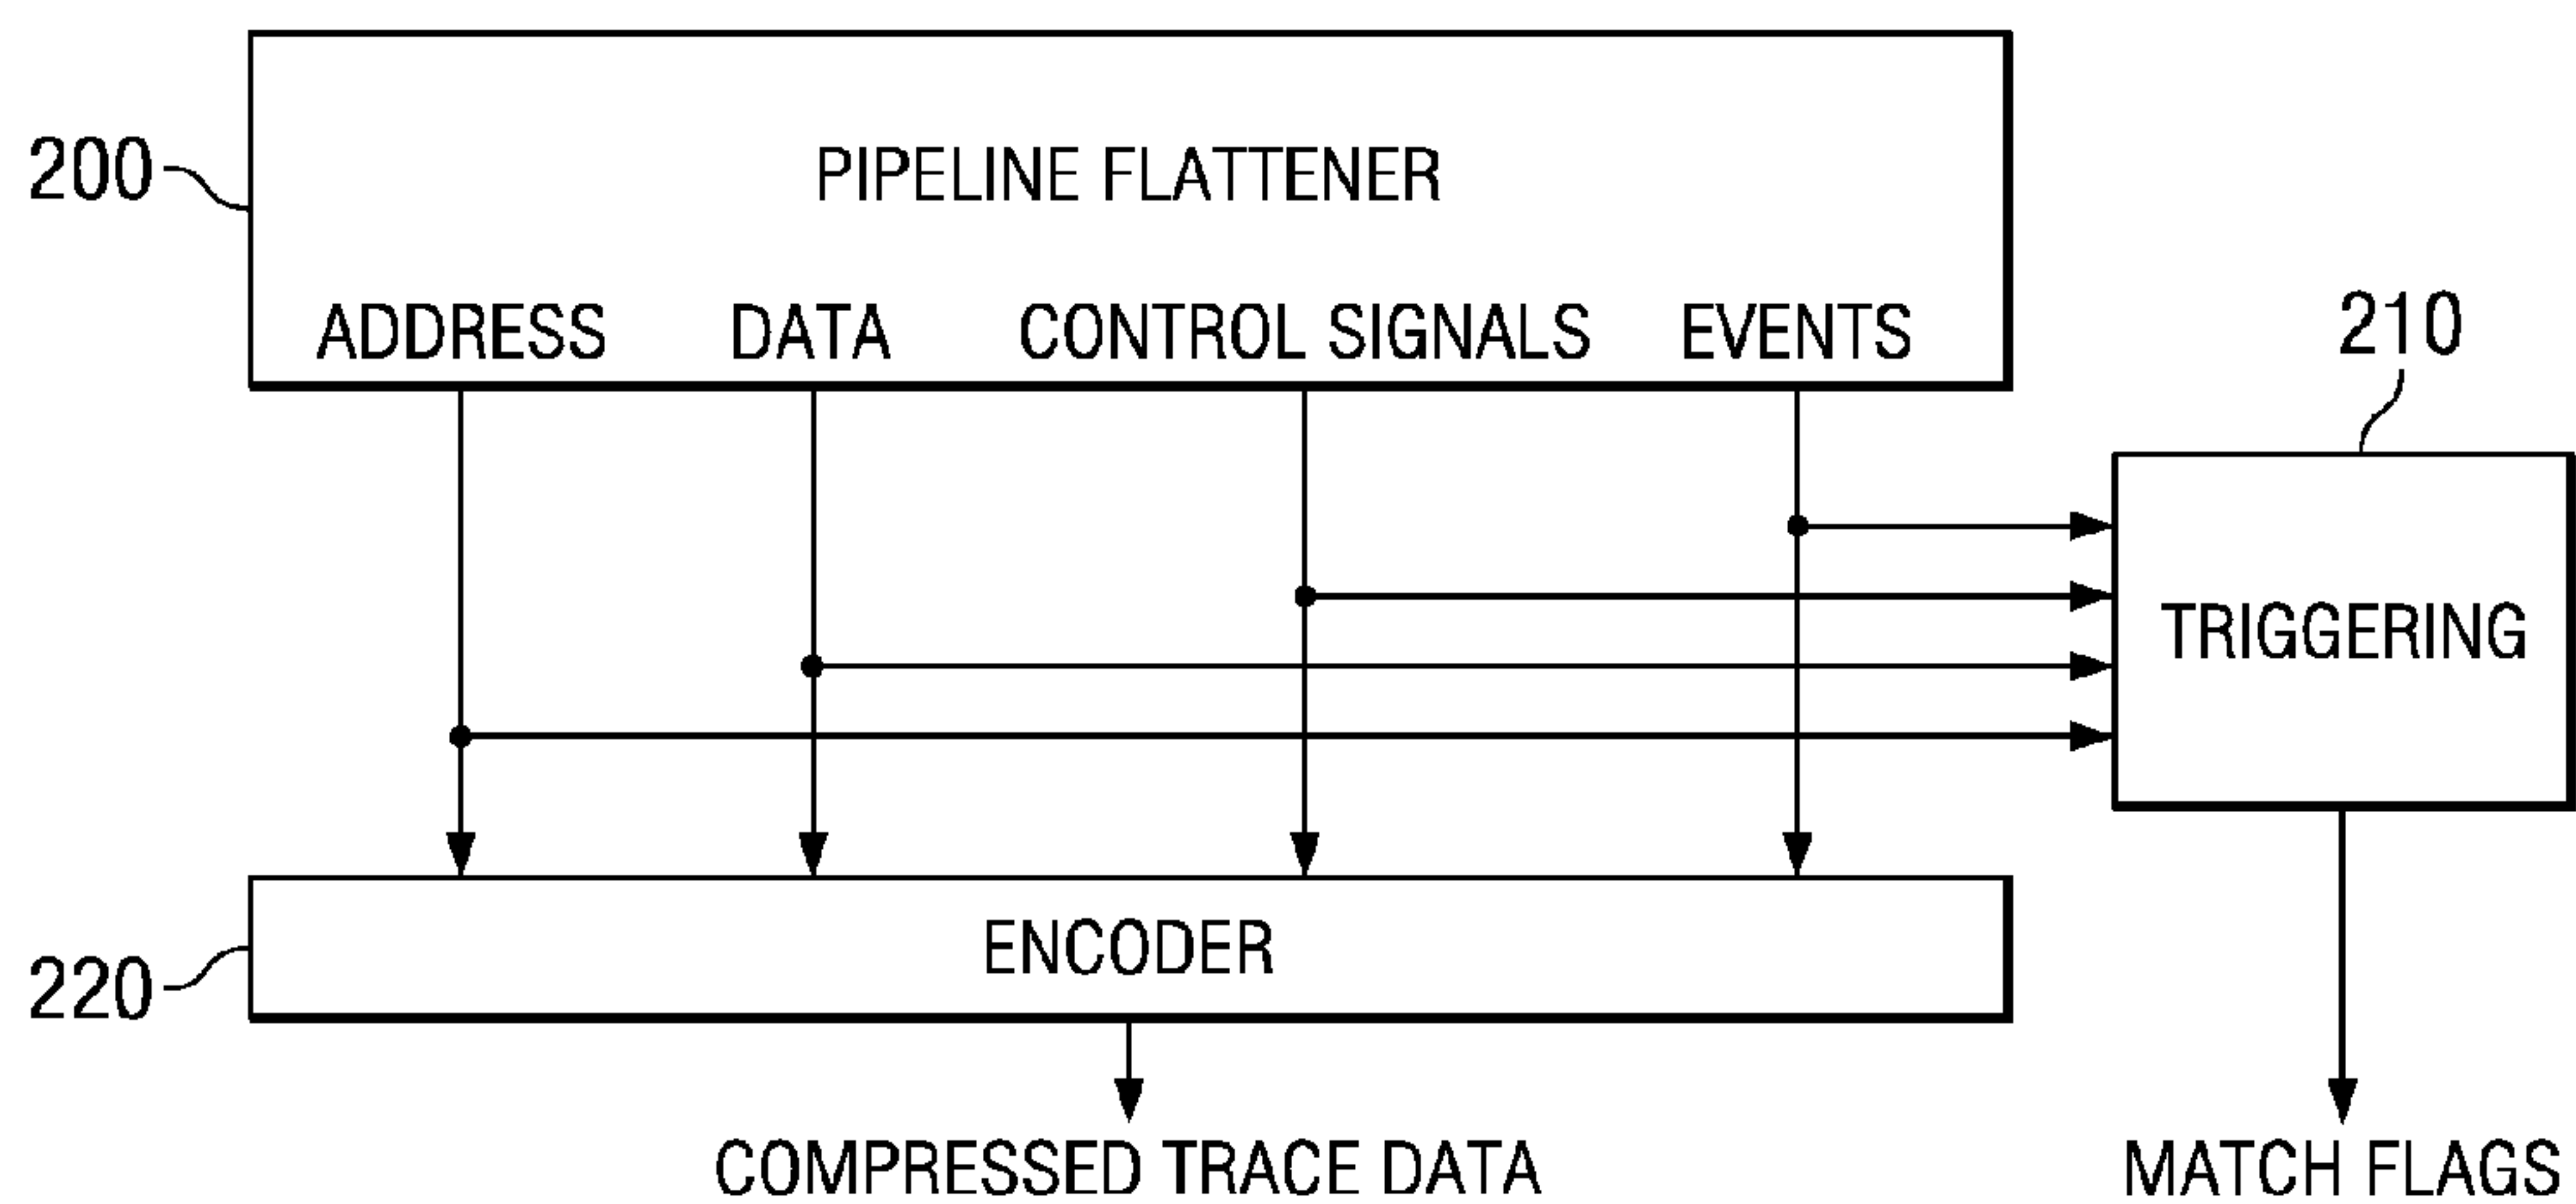 200
PIPELINE FLATTENER
ADDRESS DATA CONTROL SIGNALS EVENTS
210
TRIGGERING
220
ENCODER
COMPRESSED TRACE DATA
MATCH FLAGS